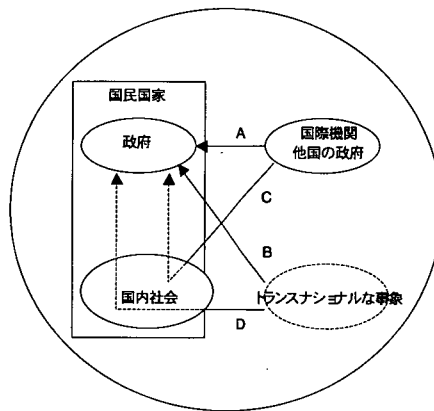 国民国家
政府
A
国際機関
他国の政府
C
B
国内社会
トランスナショナルな事象
D